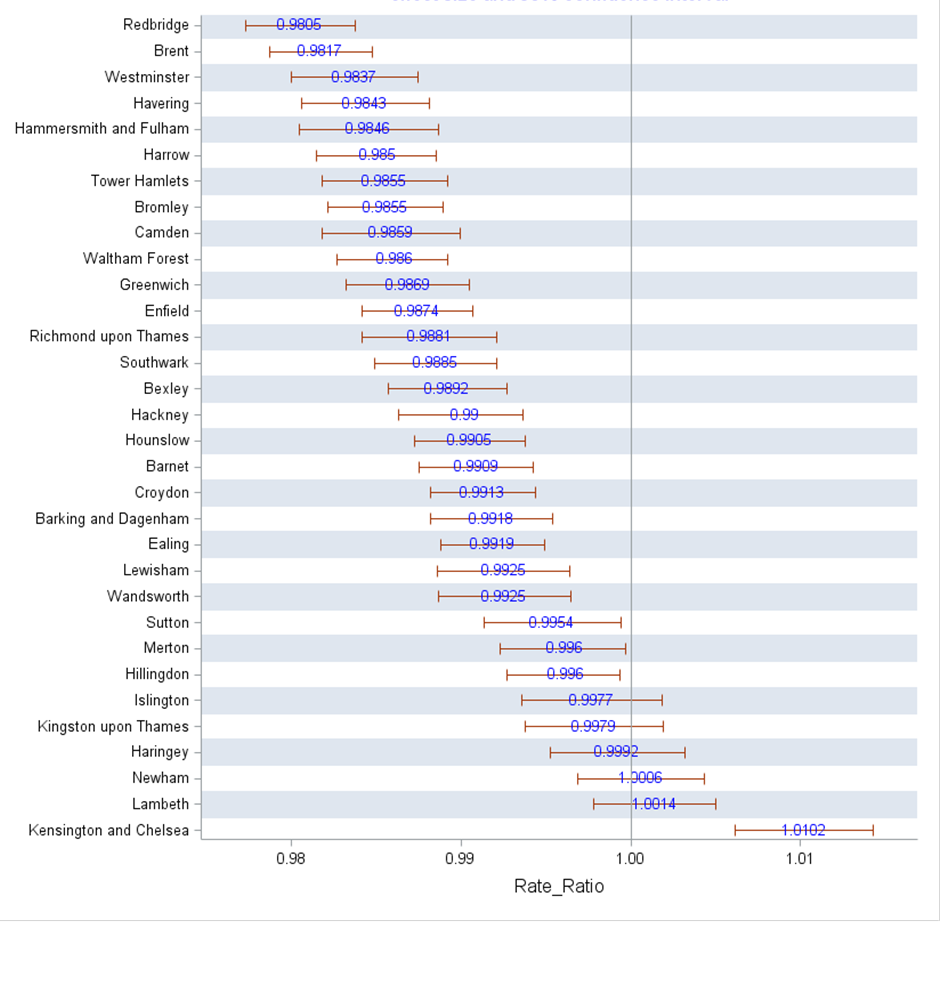 Redbridge 0.9805
Brent 0.9817
Westminster 0.9837
Havering 0.9843
Hammersmith and Fulham 0.9846
Harrow 0.985
Tower Hamlets 0.9855
Bromley 0.9855
Camden 0.9859
Waltham Forest 0.986
Greenwich 0.9869
Enfield 0.9874
Richmond upon Thames 0.9881
Southwark 0.9885
Bexley 0.9892
Hackney 0.99
Hounslow 0.9905
Barnet 0.9909
Croydon 0.9913
Barking and Dagenham 0.9918
Ealing 0.9919
Lewisham 0.9925
Wandsworth 0.9925
Sutton 0.9954
Merton 0.996
Hillingdon 0.996
Islington 0.9977
Kingston upon Thames 0.9979
Haringey 0.9992
Newham 1.0006
Lambeth 1.0014
Kensington and Chelsea 1.0102
0.98 0.99 1.00 1.01
Rate_Ratio